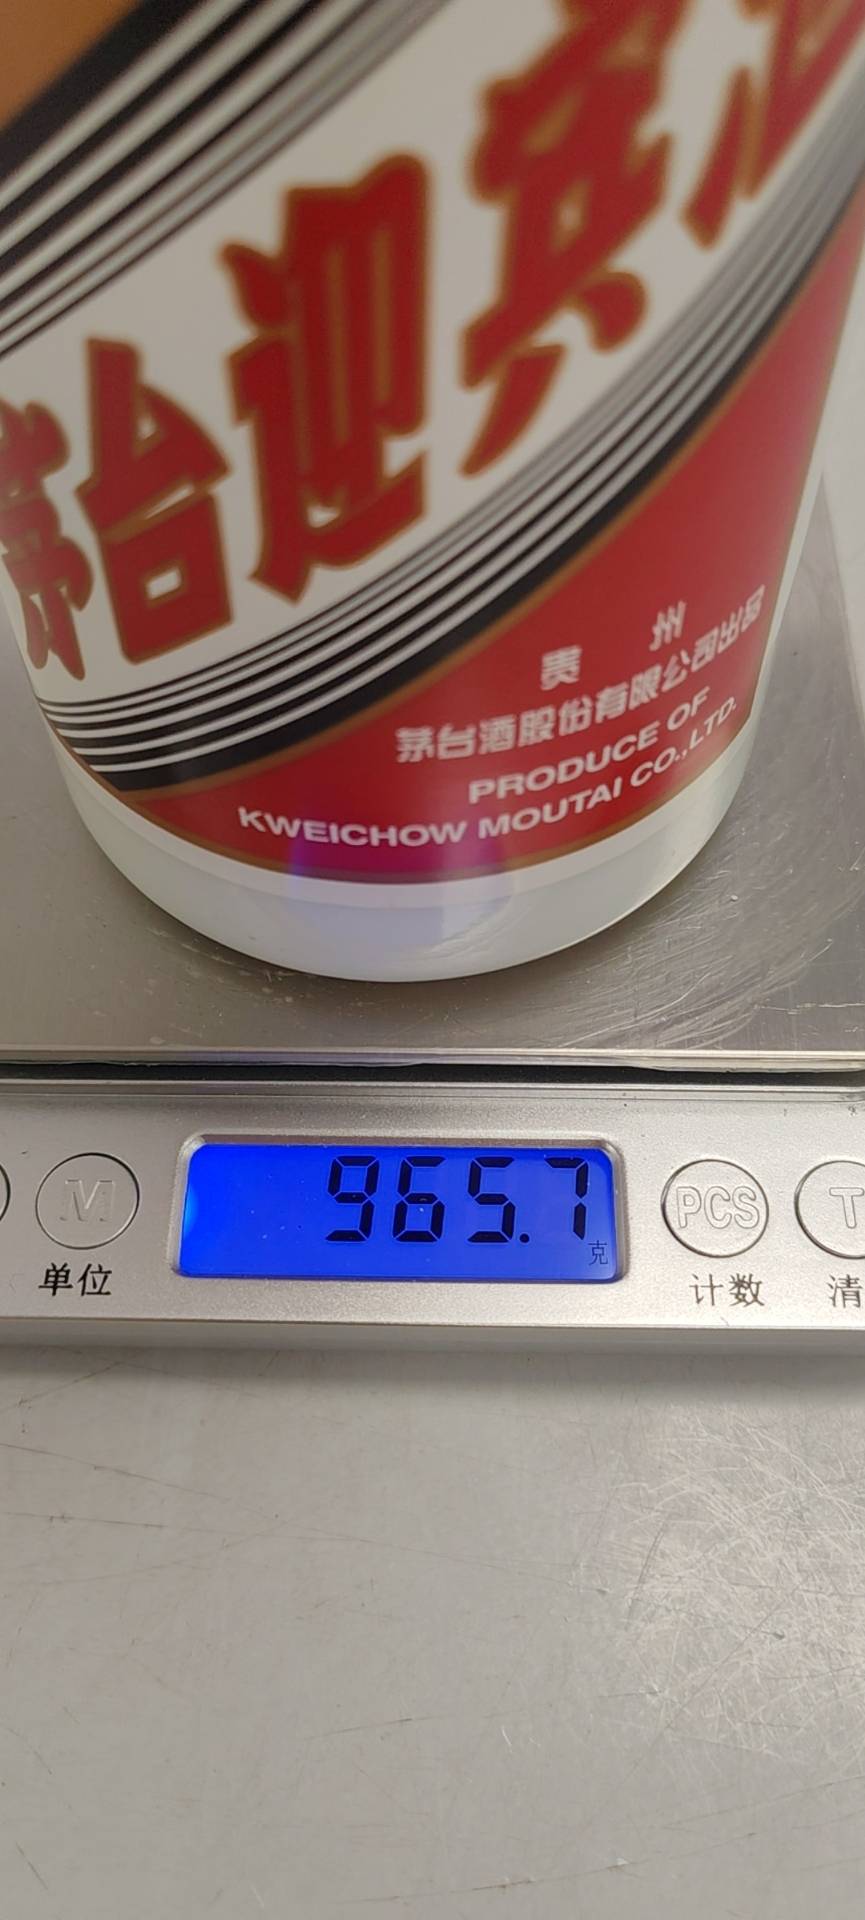 茅台迎宾酒
贵 州
茅台酒股份有限公司出品
PRODUCE OF
KWEICHOW MOUTAI CO.,LTD.
965.7
克
M
PCS
T
单位
计数
清